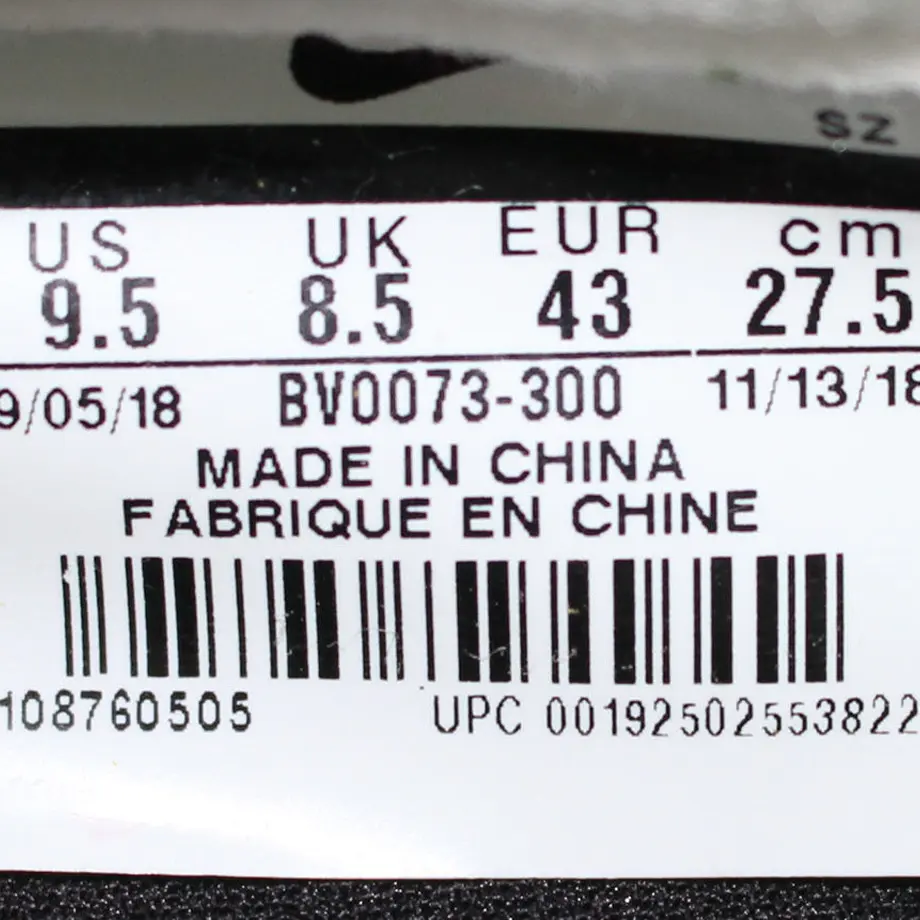 SZ
US UK EUR cm
9.5 8.5 43 27.5
9/05/18 BV0073-300 11/13/18
MADE IN CHINA
FABRIQUE EN CHINE
108760505 UPC 00192502553822